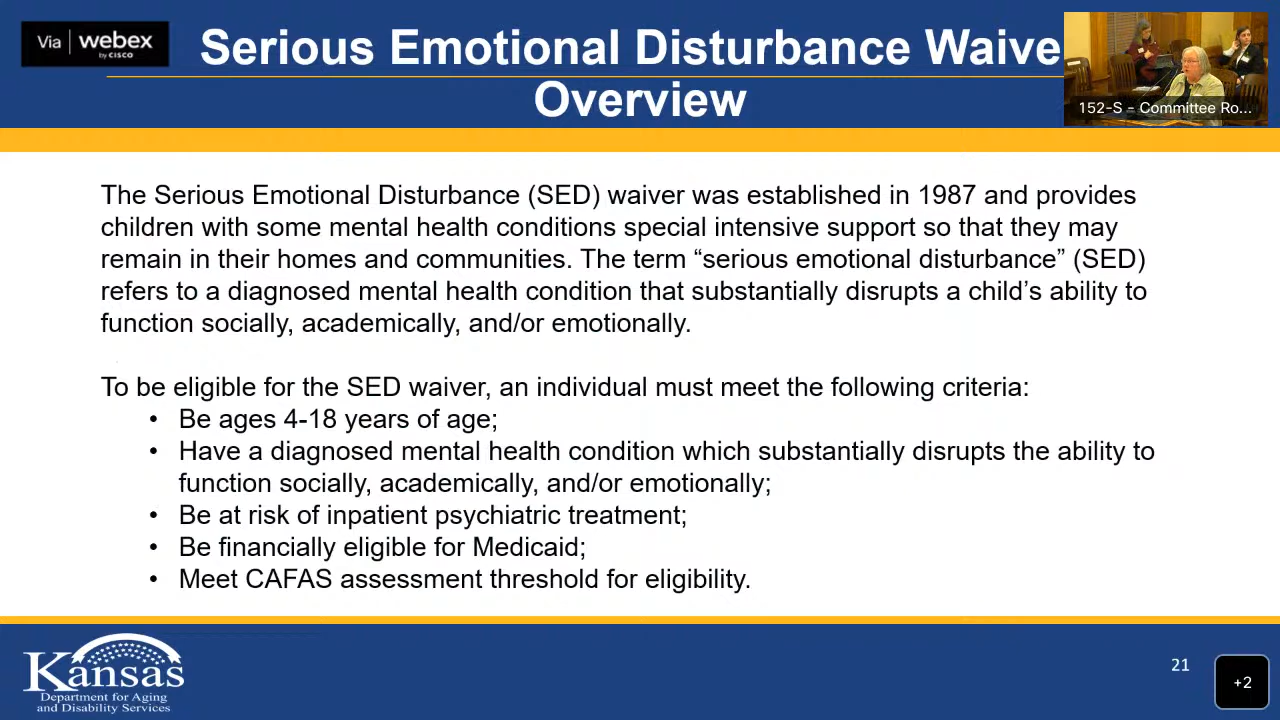 Via webex
by CISCO
Serious Emotional Disturbance Waive
Overview
152-S - Committee Ro...
The Serious Emotional Disturbance (SED) waiver was established in 1987 and provides
children with some mental health conditions special intensive support so that they may
remain in their homes and communities. The term “serious emotional disturbance” (SED)
refers to a diagnosed mental health condition that substantially disrupts a child’s ability to
function socially, academically, and/or emotionally.
To be eligible for the SED waiver, an individual must meet the following criteria:
• Be ages 4-18 years of age;
• Have a diagnosed mental health condition which substantially disrupts the ability to
function socially, academically, and/or emotionally;
• Be at risk of inpatient psychiatric treatment;
• Be financially eligible for Medicaid;
• Meet CAFAS assessment threshold for eligibility.
Kansas
Department for Aging
and Disability Services
21
+2